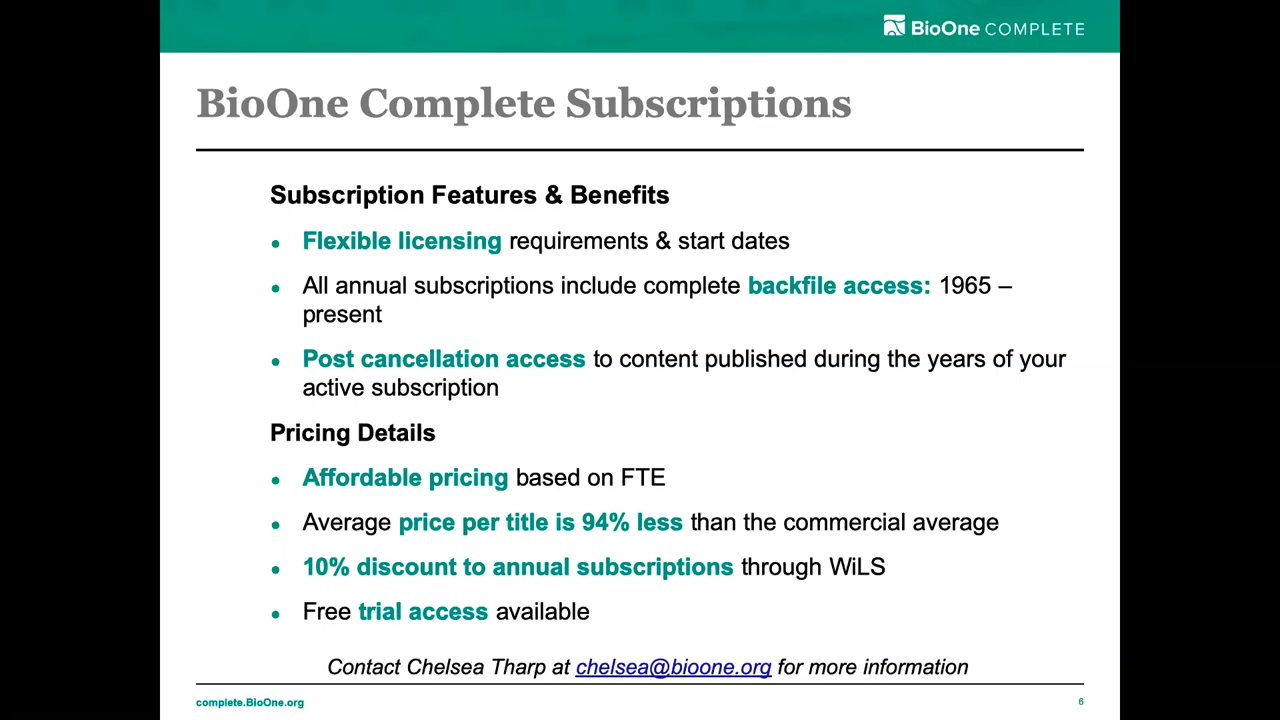 BioOne COMPLETE
BioOne Complete Subscriptions
Subscription Features & Benefits
● Flexible licensing requirements & start dates
● All annual subscriptions include complete backfile access: 1965 –
present
● Post cancellation access to content published during the years of your
active subscription
Pricing Details
● Affordable pricing based on FTE
● Average price per title is 94% less than the commercial average
● 10% discount to annual subscriptions through WiLS
● Free trial access available
Contact Chelsea Tharp at chelsea@bioone.org for more information
complete.BioOne.org
6